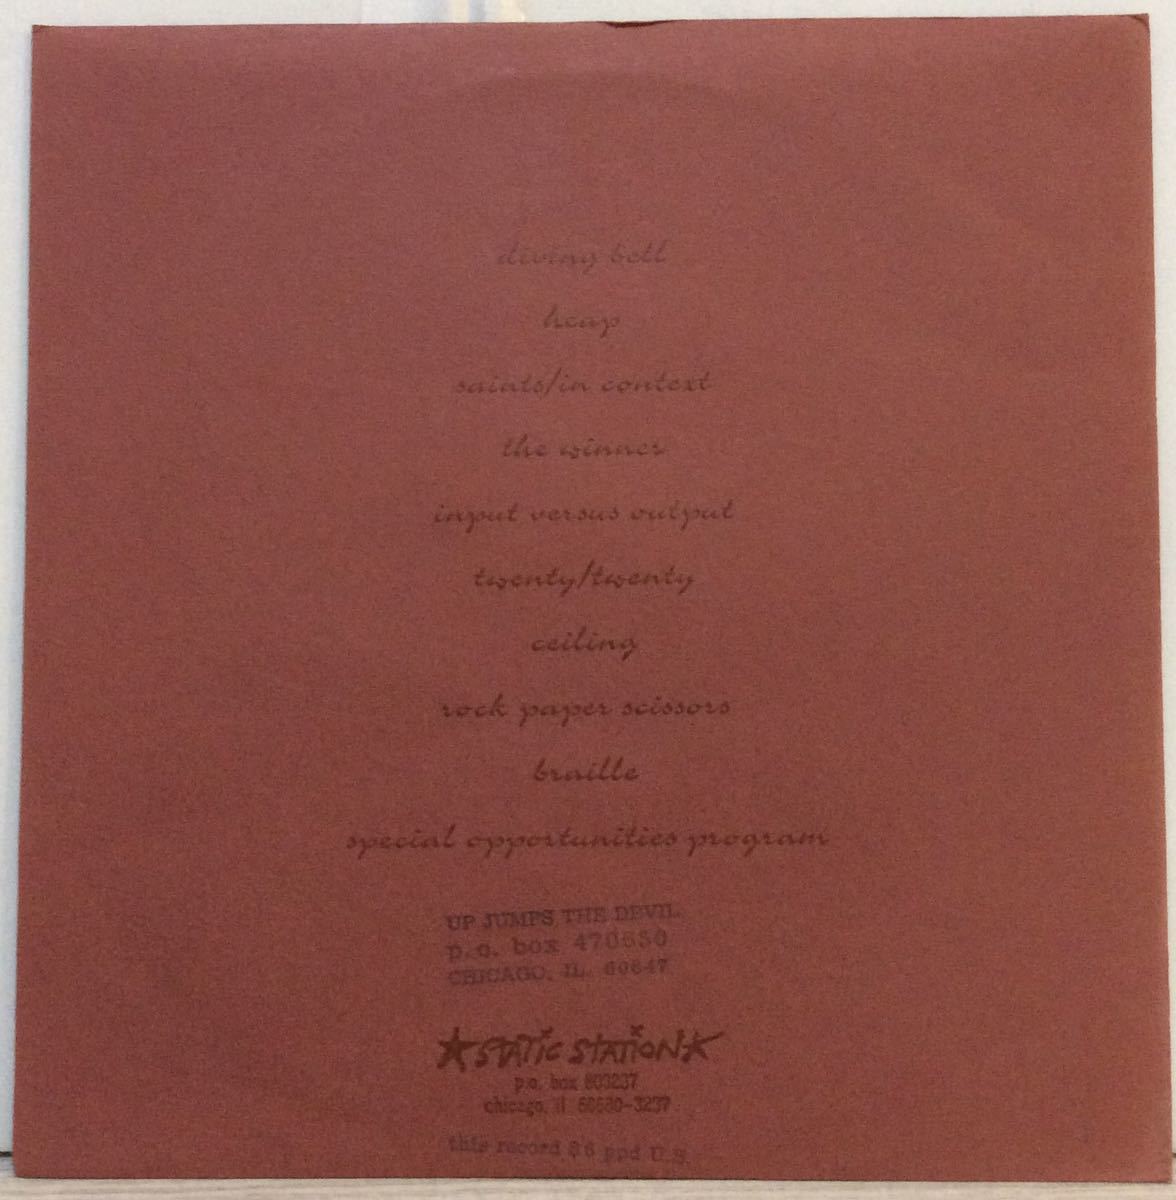 diving bell
heap
saints/in context
the winner
input versus output
twenty/twenty
ceiling
rock paper scissors
braille
special opportunities program
UP JUMPS THE DEVIL
p.o. box
CHICAGO, IL 60647
STATIC STATION
p.o. box 803237
chicago, il 60680-3237
this record $6 ppd U.S.